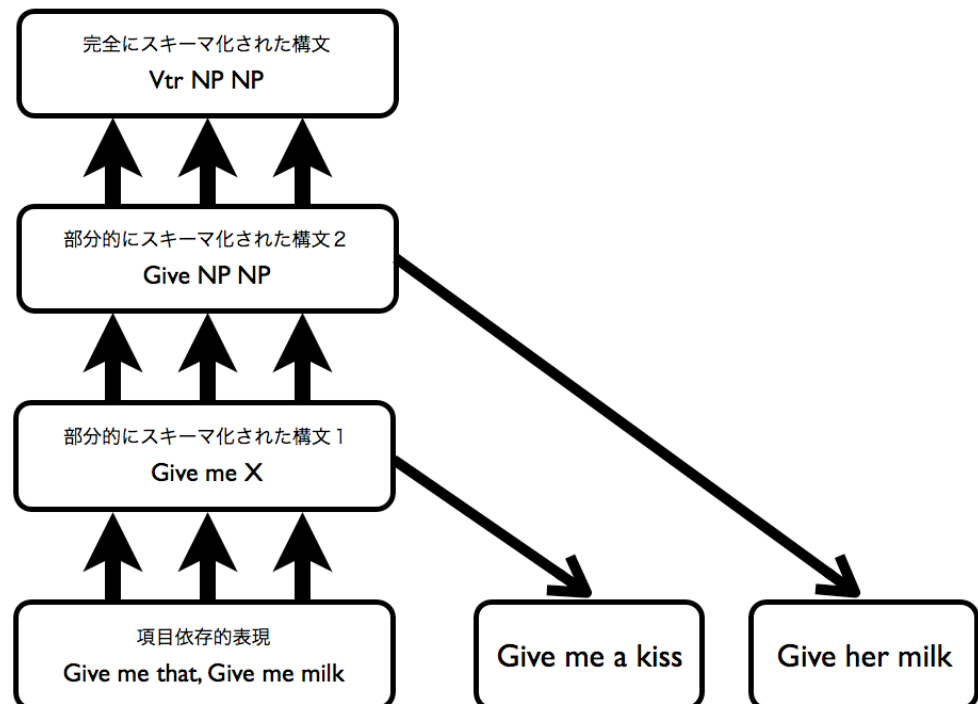 完全にスキーマ化された構文
Vtr NP NP
部分的にスキーマ化された構文2
Give NP NP
部分的にスキーマ化された構文1
Give me X
項目依存的表現
Give me that, Give me milk
Give me a kiss
Give her milk